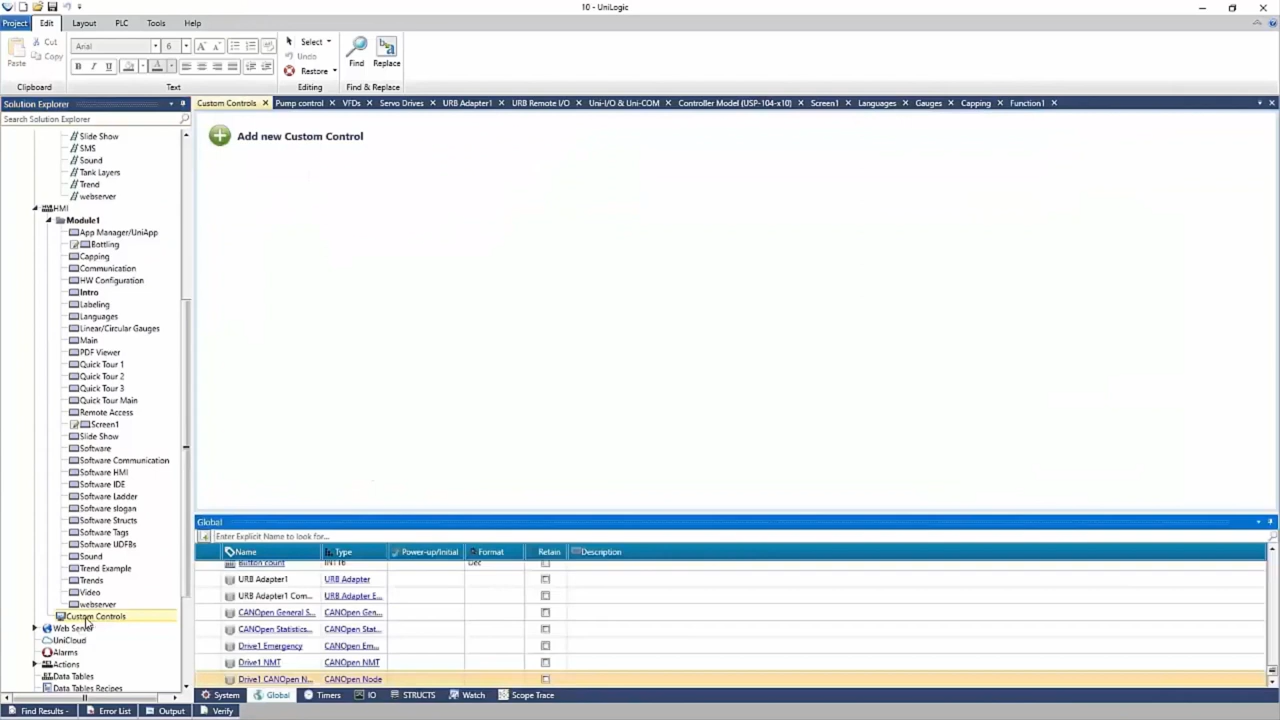 10 - UniLogic
Project Edit Layout PLC Tools Help
Paste Cut Copy
Arial 6
Select Undo Restore
Find Replace
Clipboard Text Editing Find & Replace
Solution Explorer
Search Solution Explorer
Custom Controls Pump control VFDs Servo Drives URB Adapter1 URB Remote I/O Uni-I/O & Uni-COM Controller Model (USP-104-x10) Screen1 Languages Gauges Capping Function1
Add new Custom Control
Slide Show
SMS
Sound
Tank Layers
Trend
webserver
HMI
Module1
App Manager/UniApp
Bottling
Capping
Communication
HW Configuration
Intro
Labeling
Languages
Linear/Circular Gauges
Main
PDF Viewer
Quick Tour 1
Quick Tour 2
Quick Tour 3
Quick Tour Main
Remote Access
Screen1
Slide Show
Software
Software Communication
Software HMI
Software IDE
Software Ladder
Software slogan
Software Structs
Software Tags
Software UDFBs
Sound
Trend Example
Trends
Video
webserver
Custom Controls
Web Server
UniCloud
Alarms
Actions
Data Tables
Data Tables Recipes
Global
Enter Explicit Name to look for...
Name Type Power-up/Initial Format Retain Description
Button count INT16 Dec
URB Adapter1 URB Adapter
URB Adapter1 Com... URB Adapter E...
CANOpen General S... CANOpen Gen...
CANOpen Statistics... CANOpen Stat...
Drive1 Emergency CANOpen Em...
Drive1 NMT CANOpen NMT
Drive1 CANOpen N... CANOpen Node
System Global Timers IO STRUCTS Watch Scope Trace
Find Results - Error List Output Verify